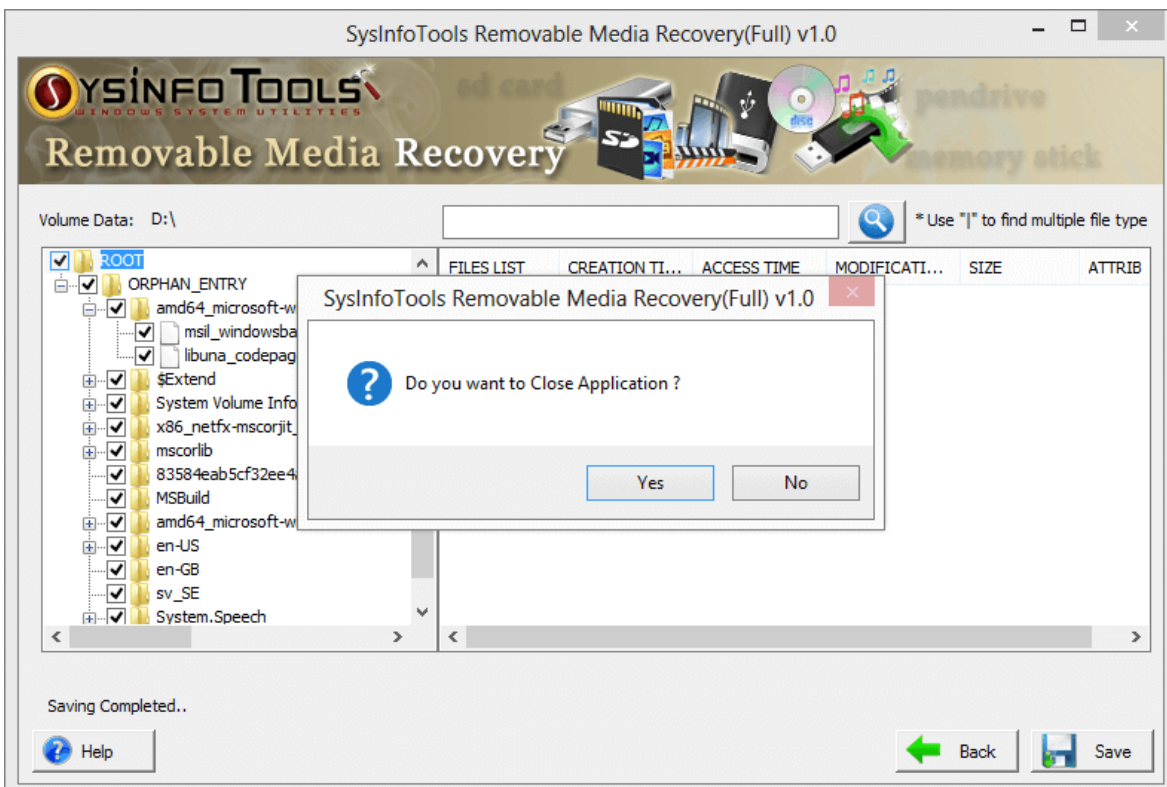 SysInfoTools Removable Media Recovery(Full) v1.0
SYSINFO TOOLS
WINDOWS SYSTEM UTILITIES
Removable Media Recovery
sd card
disc
pendrive
memory stick
Volume Data: D:\
* Use "|" to find multiple file type
ROOT
ORPHAN_ENTRY
amd64_microsoft-w
msil_windowsba
libuna_codepag
$Extend
System Volume Info
x86_netfx-mscorjit_
mscorlib
83584eab5cf32ee4
MSBuild
amd64_microsoft-w
en-US
en-GB
sv_SE
System.Speech
FILES LIST CREATION TI... ACCESS TIME MODIFICATI... SIZE ATTRIB
SysInfoTools Removable Media Recovery(Full) v1.0
Do you want to Close Application ?
Yes No
Saving Completed..
Help Back Save